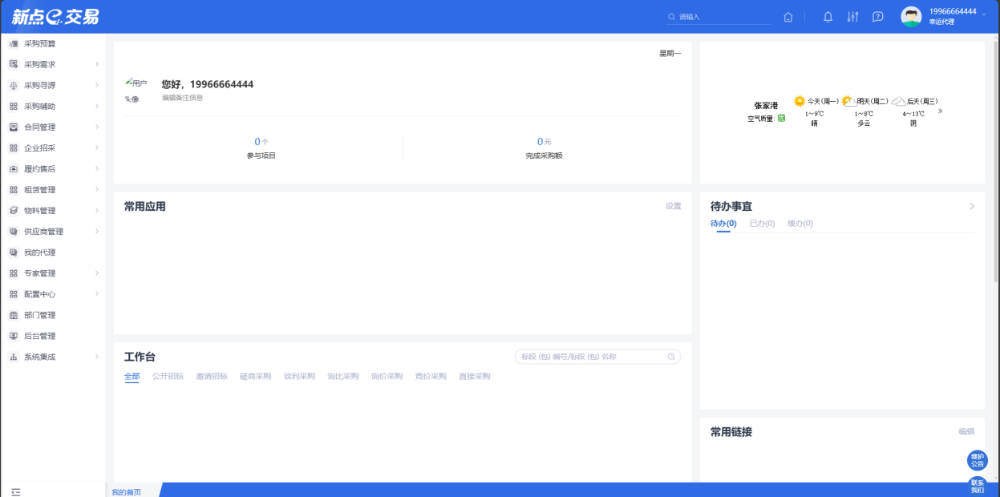 新点e交易
请输入
19966664444
幸运代理
采购预算
采购需求
采购寻源
采购辅助
合同管理
企业招采
履约售后
租赁管理
物料管理
供应商管理
我的代理
专家管理
配置中心
部门管理
后台管理
系统集成
星期一
用户头像
您好，19966664444
编辑备注信息
0个
参与项目
0元
完成采购额
张家港
空气质量: 优
今天(周一)
1～9℃
晴
明天(周二)
1～8℃
多云
后天(周三)
4～13℃
阴
常用应用
设置
待办事宜
待办(0) 已办(0) 缓办(0)
工作台
标段 (包) 编号/标段 (包) 名称
全部 公开招标 邀请招标 磋商采购 谈判采购 询比采购 询价采购 竞价采购 直接采购
常用链接
编辑
维护公告
联系我们
我的首页